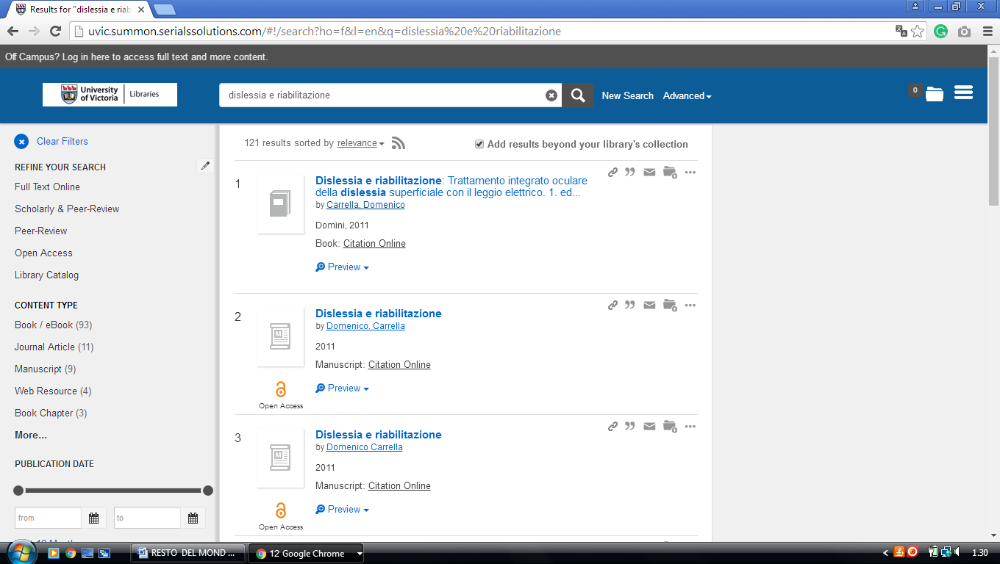 Results for "dislessia e riab
uvic.summon.serialssolutions.com/#!/search?ho=f&l=en&q=dislessia%20e%20riabilitazione
Off Campus? Log in here to access full text and more content.
University of Victoria Libraries
dislessia e riabilitazione
New Search Advanced
0
Clear Filters
REFINE YOUR SEARCH
Full Text Online
Scholarly & Peer-Review
Peer-Review
Open Access
Library Catalog
CONTENT TYPE
Book / eBook (93)
Journal Article (11)
Manuscript (9)
Web Resource (4)
Book Chapter (3)
More...
PUBLICATION DATE
from
to
121 results sorted by relevance
Add results beyond your library's collection
1
Dislessia e riabilitazione: Trattamento integrato oculare
della dislessia superficiale con il leggio elettrico. 1. ed...
by Carrella, Domenico
Domini, 2011
Book: Citation Online
Preview
2
Dislessia e riabilitazione
by Domenico. Carrella
2011
Manuscript: Citation Online
Preview
Open Access
3
Dislessia e riabilitazione
by Domenico Carrella
2011
Manuscript: Citation Online
Preview
Open Access
RESTO DEL MOND ...
12 Google Chrome
1.30